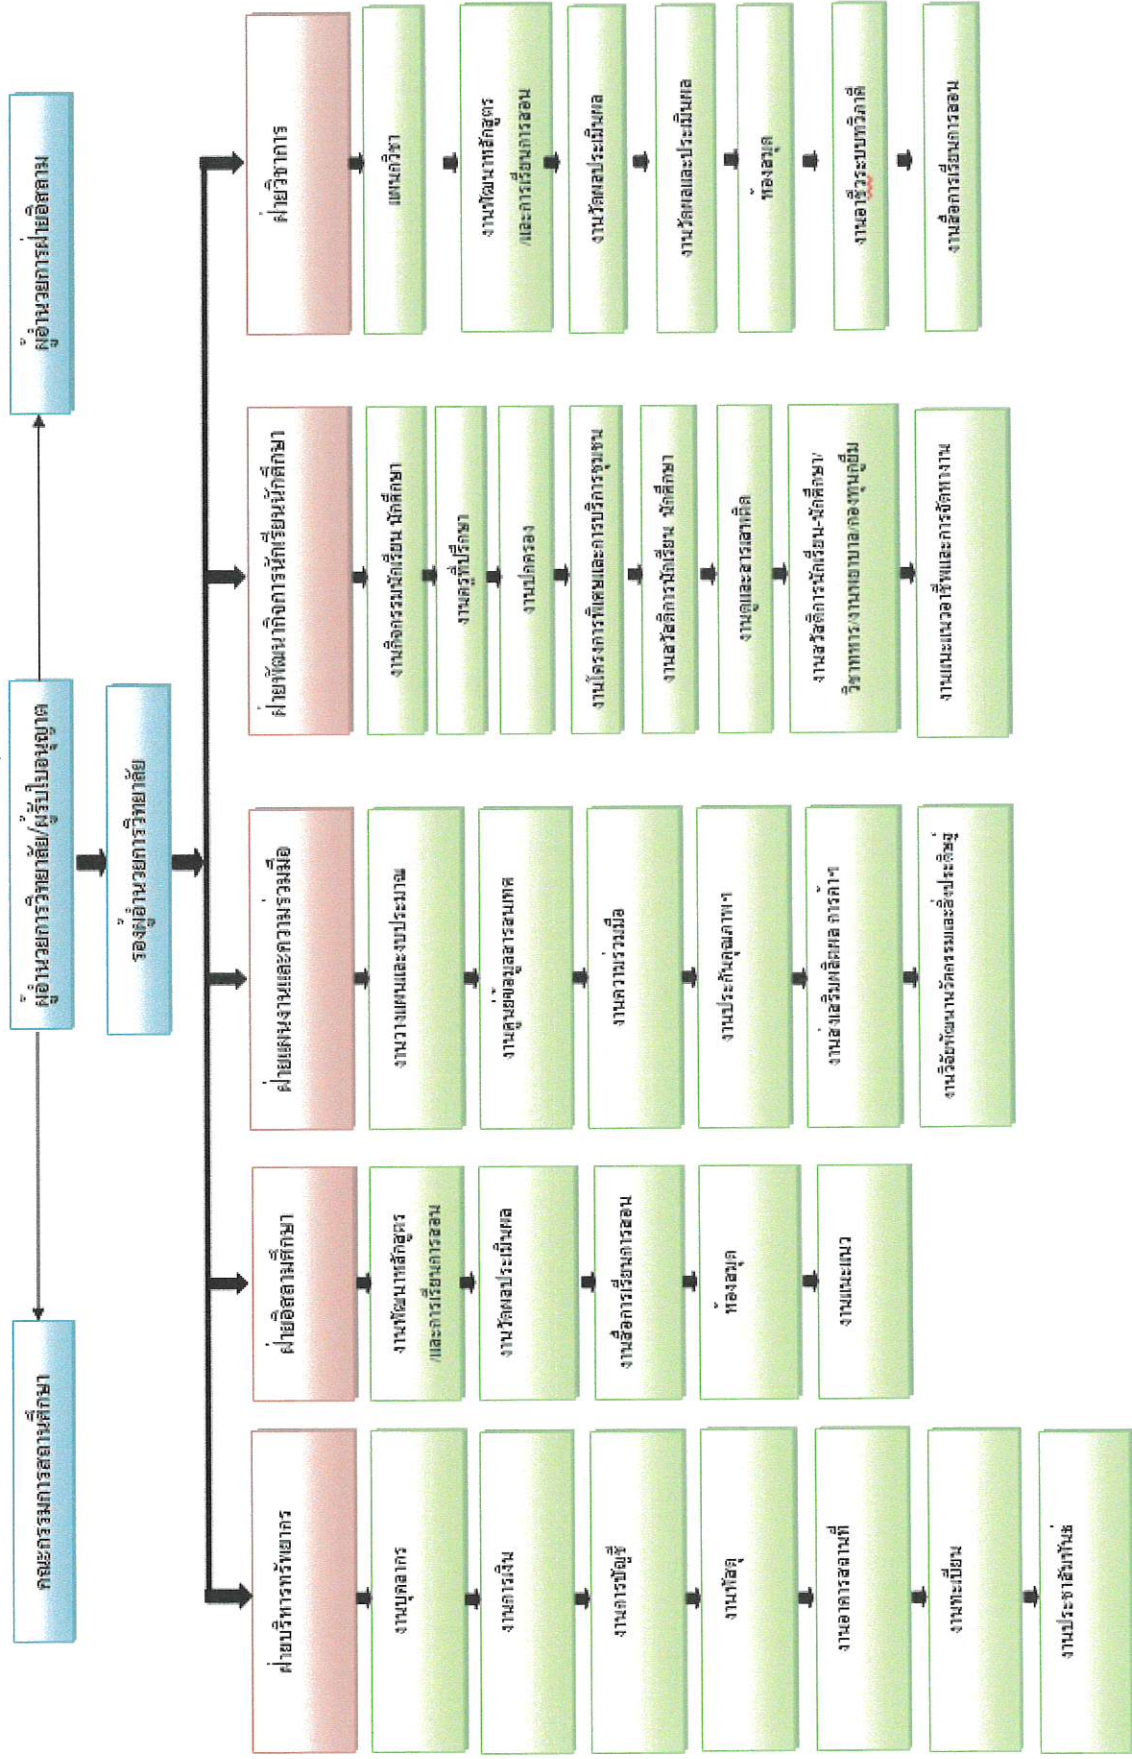 คณะกรรมการสถานศึกษา
ผู้อำนวยการวิทยาลัย/ผู้รับใบอนุญาต
ผู้อำนวยการฝ่ายอิสลาม
รองผู้อำนวยการวิทยาลัย
ฝ่ายบริหารทรัพยากร
งานบุคลากร
งานการเงิน
งานการบัญชี
งานพัสดุ
งานอาคารสถานที่
งานทะเบียน
งานประชาสัมพันธ์
ฝ่ายอิสลามศึกษา
งานพัฒนาหลักสูตร
/และการเรียนการสอน
งานวัดผลประเมินผล
งานสื่อการเรียนการสอน
ห้องสมุด
งานแนะแนว
ฝ่ายแผนงานและความร่วมมือ
งานวางแผนและงบประมาณ
งานศูนย์ข้อมูลสารสนเทศ
งานความร่วมมือ
งานประกันคุณภาพฯ
งานส่งเสริมผลิตผล การค้าฯ
งานวิจัยพัฒนานวัตกรรมและสิ่งประดิษฐ์
ฝ่ายพัฒนากิจการนักเรียนนักศึกษา
งานกิจกรรมนักเรียน นักศึกษา
งานครูที่ปรึกษา
งานปกครอง
งานโครงการพิเศษและการบริการชุมชน
งานสวัสดิการนักเรียน นักศึกษา
งานดูแลสารเสพติด
งานสวัสดิการนักเรียน-นักศึกษา/
วิชาทหาร/งานพยาบาล/กองทุนกู้ยืม
งานแนะแนวอาชีพและการจัดหางาน
ฝ่ายวิชาการ
แผนกวิชา
งานพัฒนาหลักสูตร
/และการเรียนการสอน
งานวัดผลประเมินผล
งานวัดผลและประเมินผล
ห้องสมุด
งานอาชีวระบบทวิภาคี
งานสื่อการเรียนการสอน